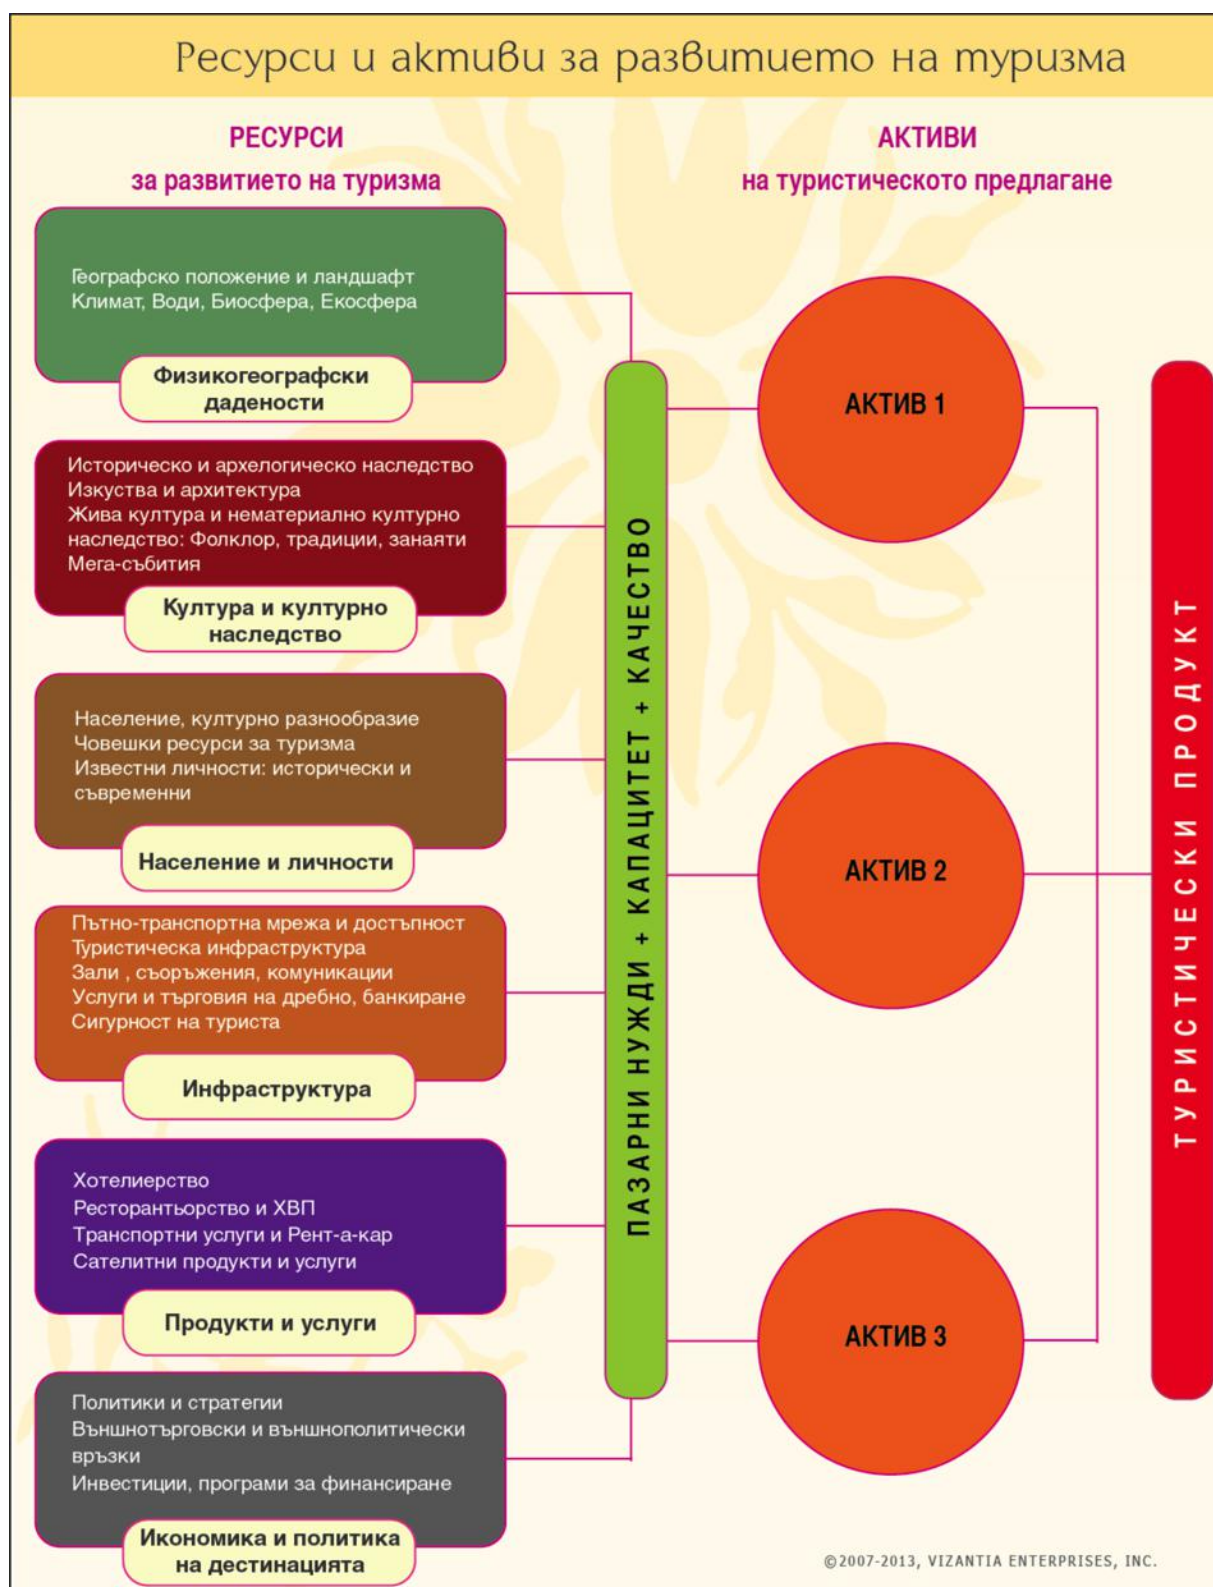 Ресурси и активи за развитието на туризма
РЕСУРСИ
за развитието на туризма
Географско положение и ландшафт
Климат, Води, Биосфера, Екосфера
Физикогеографски
дадености
Историческо и архелогическо наследство
Изкуства и архитектура
Жива култура и нематериално културно
наследство: Фолклор, традиции, занаяти
Мега-събития
Култура и културно
наследство
Население, културно разнообразие
Човешки ресурси за туризма
Известни личности: исторически и
съвременни
Население и личности
Пътно-транспортна мрежа и достъпност
Туристическа инфраструктура
Зали , съоръжения, комуникации
Услуги и търговия на дребно, банкиране
Сигурност на туриста
Инфраструктура
Хотелиерство
Ресторантьорство и ХВП
Транспортни услуги и Рент-а-кар
Сателитни продукти и услуги
Продукти и услуги
Политики и стратегии
Външнотърговски и външнополитически
връзки
Инвестиции, програми за финансиране
Икономика и политика
на дестинацията
ПАЗАРНИ НУЖДИ + КАПАЦИТЕТ + КАЧЕСТВО
АКТИВИ
на туристическото предлагане
АКТИВ 1
АКТИВ 2
АКТИВ 3
ТУРИСТИЧЕСКИ ПРОДУКТ
©2007-2013, VIZANTIA ENTERPRISES, INC.